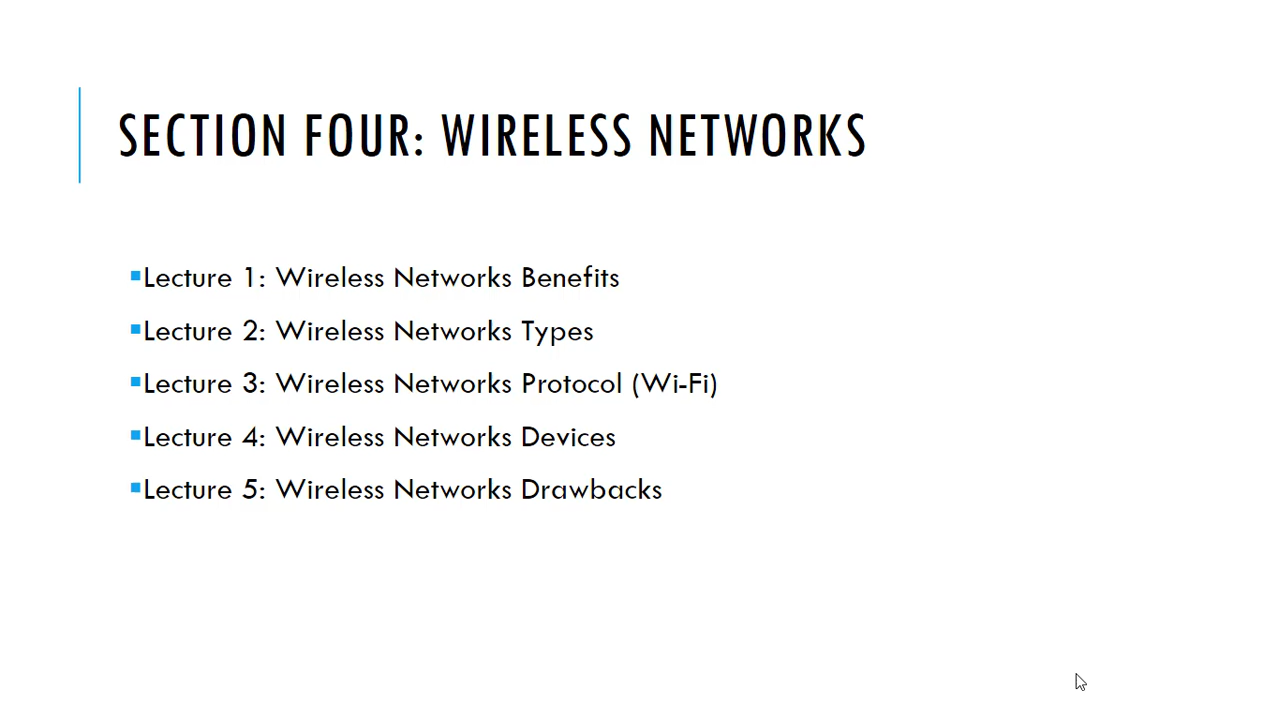 SECTION FOUR: WIRELESS NETWORKS
Lecture 1: Wireless Networks Benefits
Lecture 2: Wireless Networks Types
Lecture 3: Wireless Networks Protocol (Wi-Fi)
Lecture 4: Wireless Networks Devices
Lecture 5: Wireless Networks Drawbacks